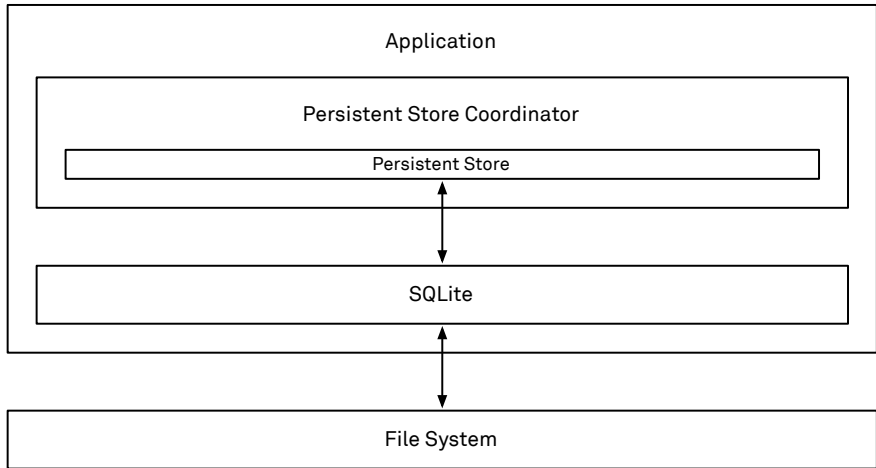 Application
Persistent Store Coordinator
Persistent Store
SQLite
File System